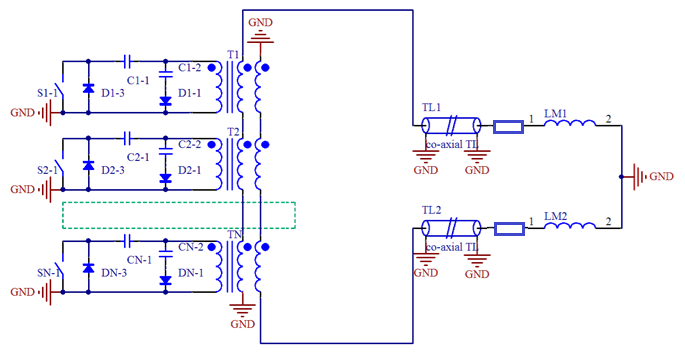 GND
T1
C1-2
C1-1
S1-1
D1-3
D1-1
GND
TL1
LM1
1
2
co-axial TL
GND
GND
T2
C2-2
C2-1
S2-1
D2-3
D2-1
GND
GND
TL2
LM2
1
2
co-axial TL
GND
GND
TN
CN-2
CN-1
SN-1
DN-3
DN-1
GND
GND